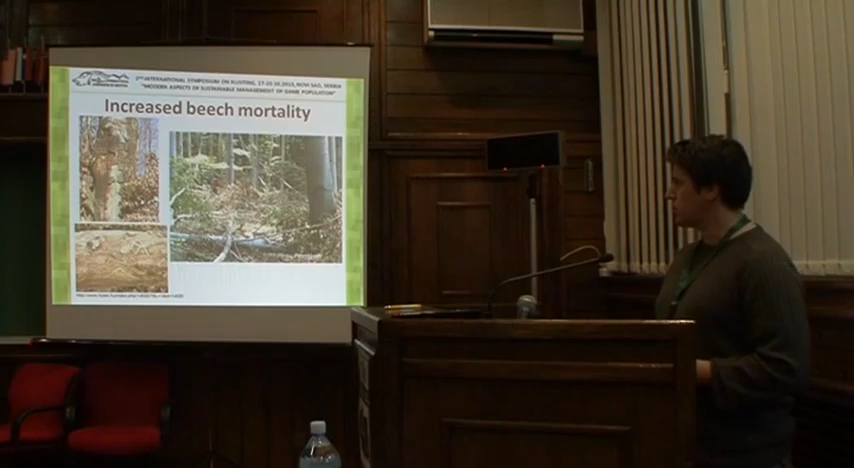 2ND INTERNATIONAL SYMPOSIUM ON HUNTING, 17-20.10.2013, NOVI SAD, SERBIA
"MODERN ASPECTS OF SUSTAINABLE MANAGEMENT OF GAME POPULATION"
Increased beech mortality